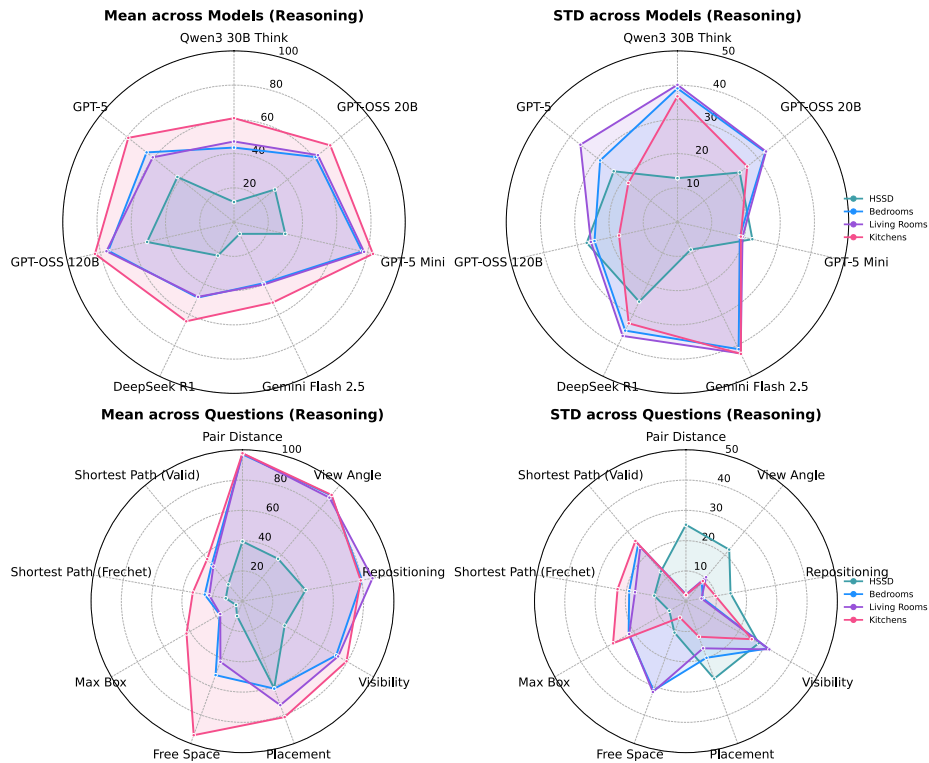 Mean across Models (Reasoning)
Qwen3 30B Think
100
80
60
40
20
GPT-5
GPT-OSS 20B
GPT-OSS 120B
GPT-5 Mini
DeepSeek R1
Gemini Flash 2.5
STD across Models (Reasoning)
Qwen3 30B Think
50
40
30
20
10
GPT-5
GPT-OSS 20B
GPT-OSS 120B
GPT-5 Mini
DeepSeek R1
Gemini Flash 2.5
HSSD
Bedrooms
Living Rooms
Kitchens
Mean across Questions (Reasoning)
Pair Distance
100
80
60
40
20
Shortest Path (Valid)
View Angle
Shortest Path (Frechet)
Repositioning
Max Box
Visibility
Free Space
Placement
STD across Questions (Reasoning)
Pair Distance
50
40
30
20
10
Shortest Path (Valid)
View Angle
Shortest Path (Frechet)
Repositioning
Max Box
Visibility
Free Space
Placement
HSSD
Bedrooms
Living Rooms
Kitchens